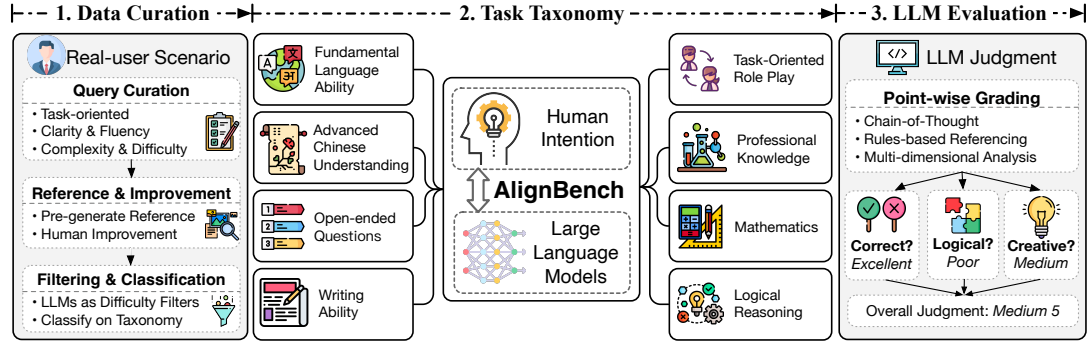 1. Data Curation
2. Task Taxonomy
3. LLM Evaluation
Real-user Scenario
Query Curation
• Task-oriented
• Clarity & Fluency
• Complexity & Difficulty
Reference & Improvement
• Pre-generate Reference
• Human Improvement
Filtering & Classification
• LLMs as Difficulty Filters
• Classify on Taxonomy
Fundamental
Language
Ability
文
अ
Advanced
Chinese
Understanding
1
2
3
Open-ended
Questions
Writing
Ability
Human
Intention
AlignBench
Large
Language
Models
Task-Oriented
Role Play
Professional
Knowledge
Mathematics
Logical
Reasoning
</>
LLM Judgment
Point-wise Grading
• Chain-of-Thought
• Rules-based Referencing
• Multi-dimensional Analysis
Correct?
Excellent
Logical?
Poor
Creative?
Medium
Overall Judgment: Medium 5